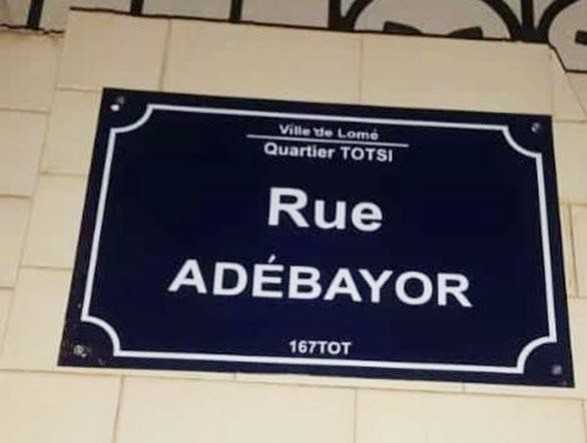 Ville de Lomé
Quartier TOTSI
Rue
ADÉBAYOR
167TOT